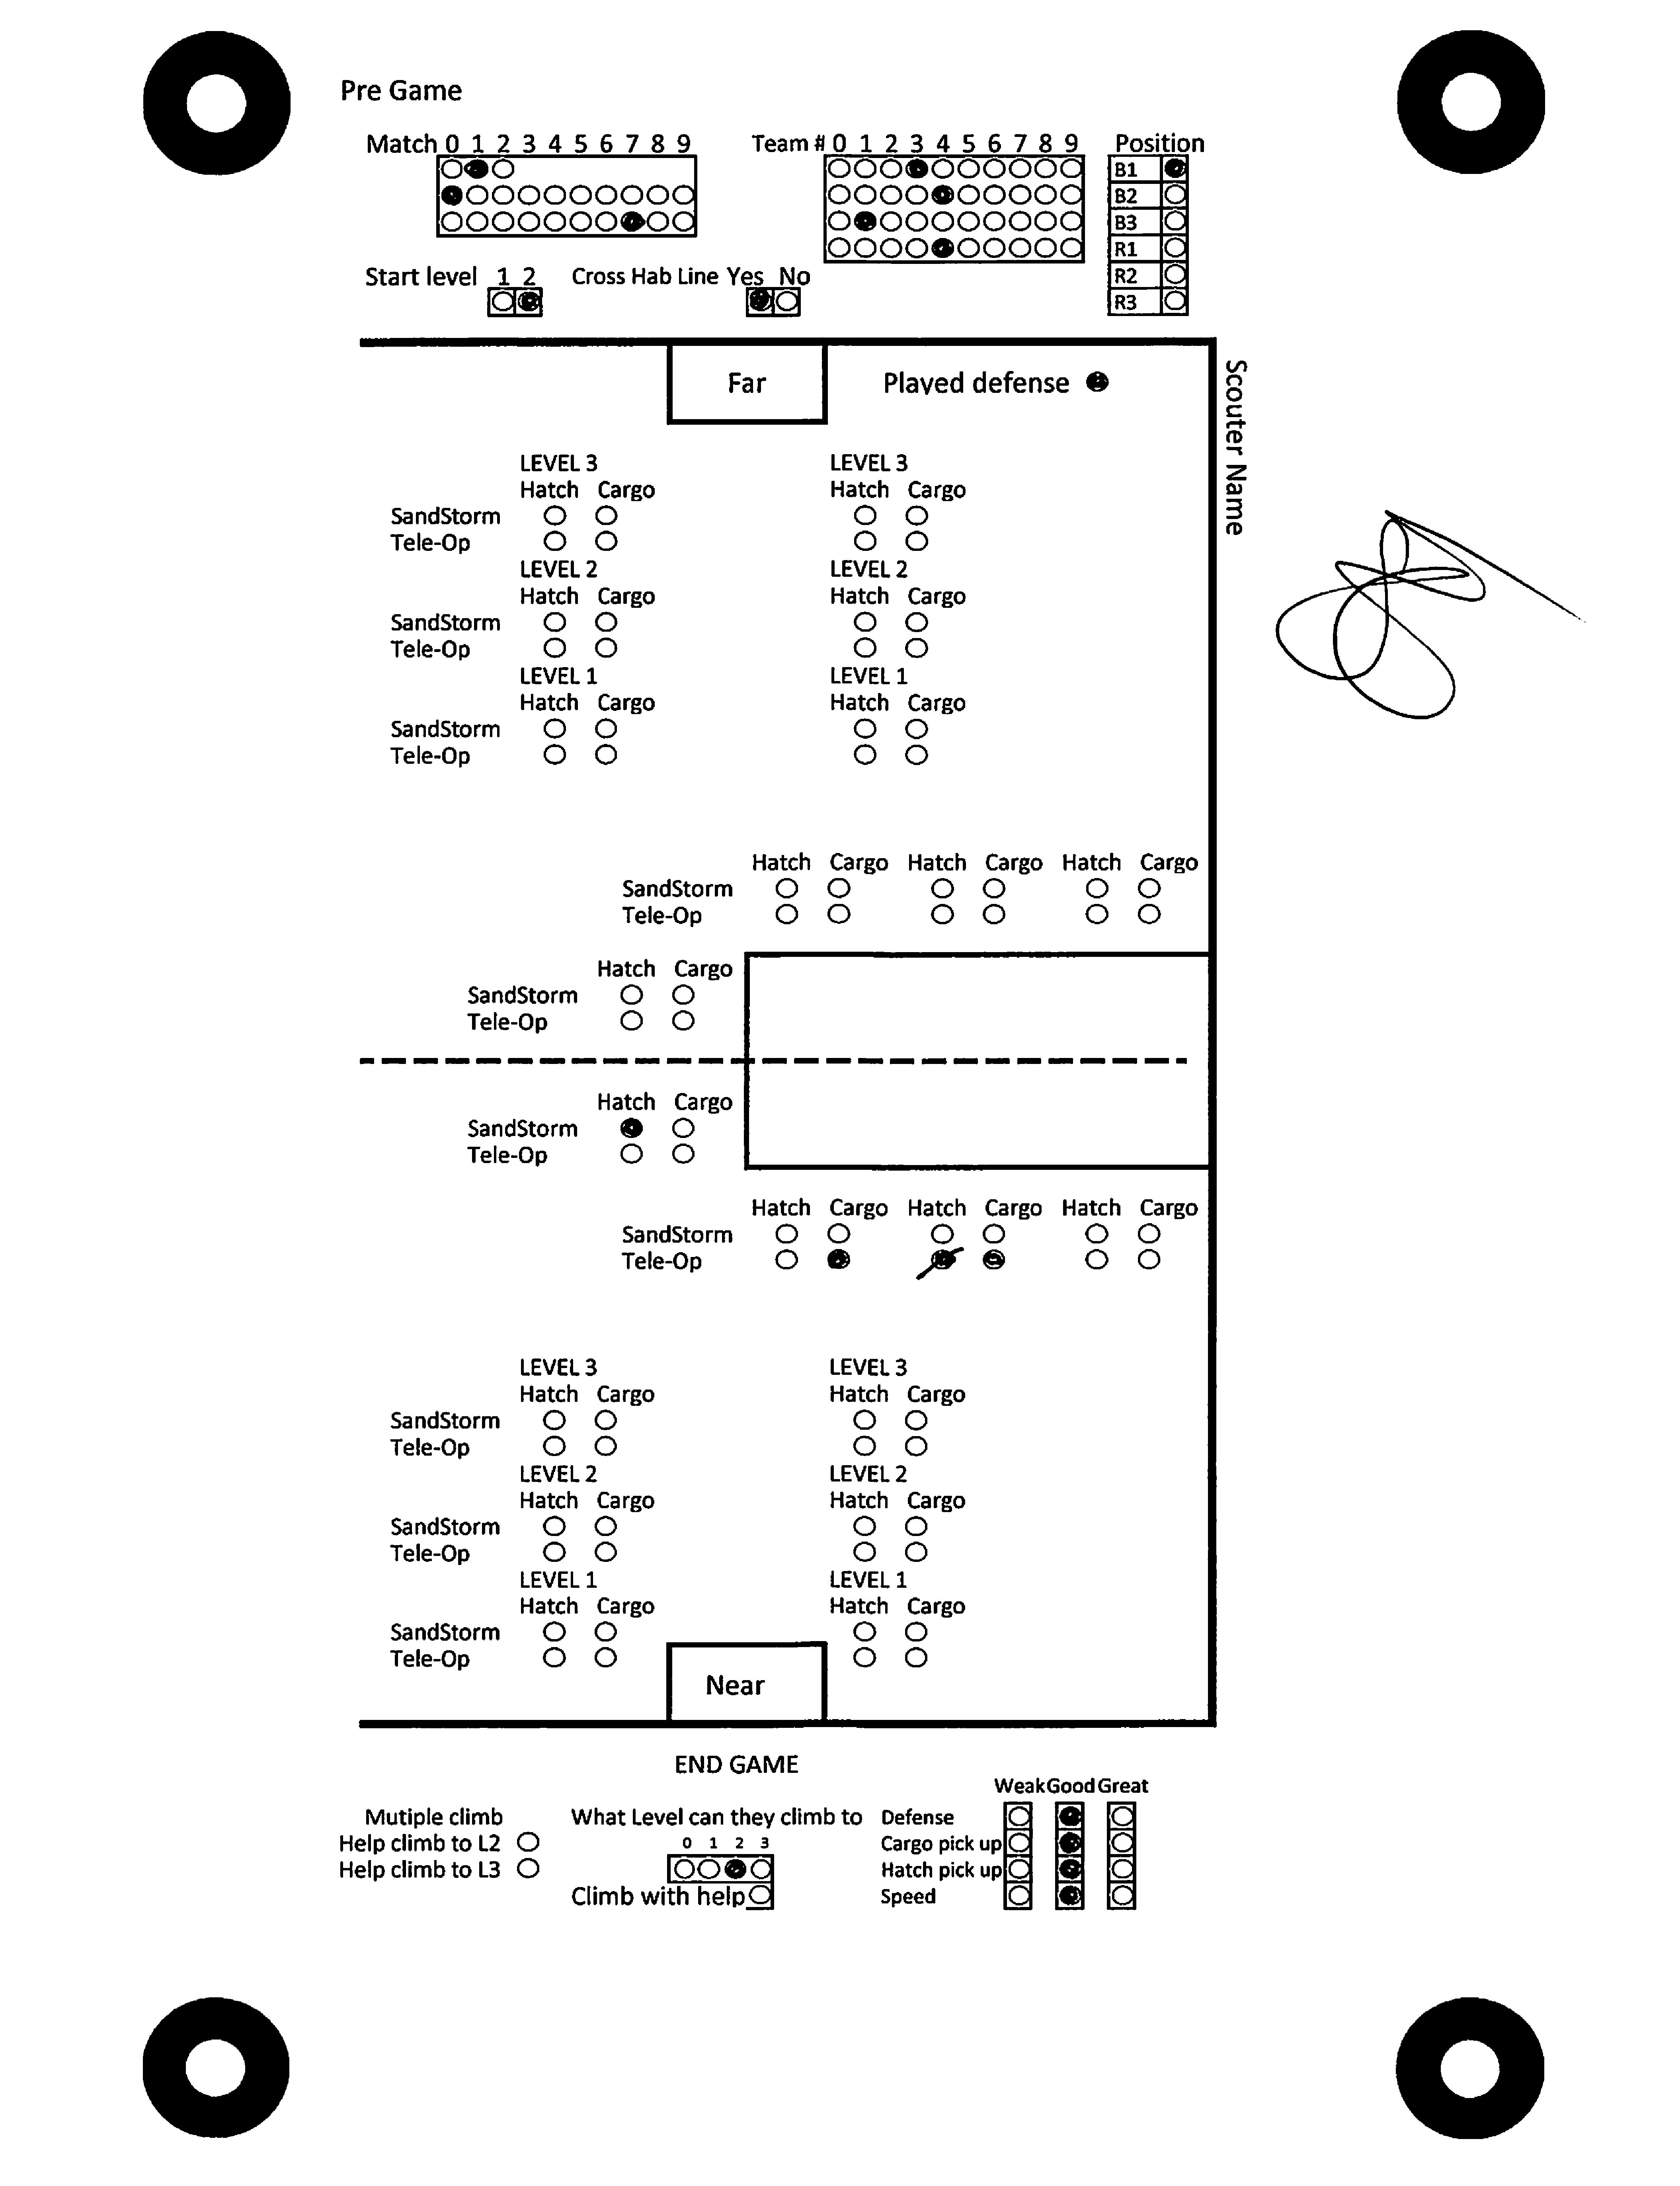 Pre Game
Match 0 1 2 3 4 5 6 7 8 9 Team # 0 1 2 3 4 5 6 7 8 9 Position
B1
B2
B3
R1
R2
R3
Start level 1 2 Cross Hab Line Yes No
Far Played defense
Scouter Name
LEVEL 3 LEVEL 3
Hatch Cargo Hatch Cargo
SandStorm
Tele-Op
LEVEL 2 LEVEL 2
Hatch Cargo Hatch Cargo
SandStorm
Tele-Op
LEVEL 1 LEVEL 1
Hatch Cargo Hatch Cargo
SandStorm
Tele-Op
Hatch Cargo Hatch Cargo Hatch Cargo
SandStorm
Tele-Op
Hatch Cargo
SandStorm
Tele-Op
Hatch Cargo
SandStorm
Tele-Op
Hatch Cargo Hatch Cargo Hatch Cargo
SandStorm
Tele-Op
LEVEL 3 LEVEL 3
Hatch Cargo Hatch Cargo
SandStorm
Tele-Op
LEVEL 2 LEVEL 2
Hatch Cargo Hatch Cargo
SandStorm
Tele-Op
LEVEL 1 LEVEL 1
Hatch Cargo Hatch Cargo
SandStorm
Tele-Op
Near
END GAME
Weak Good Great
Mutiple climb What Level can they climb to Defense
Help climb to L2 0 1 2 3 Cargo pick up
Help climb to L3 Hatch pick up
Climb with help Speed